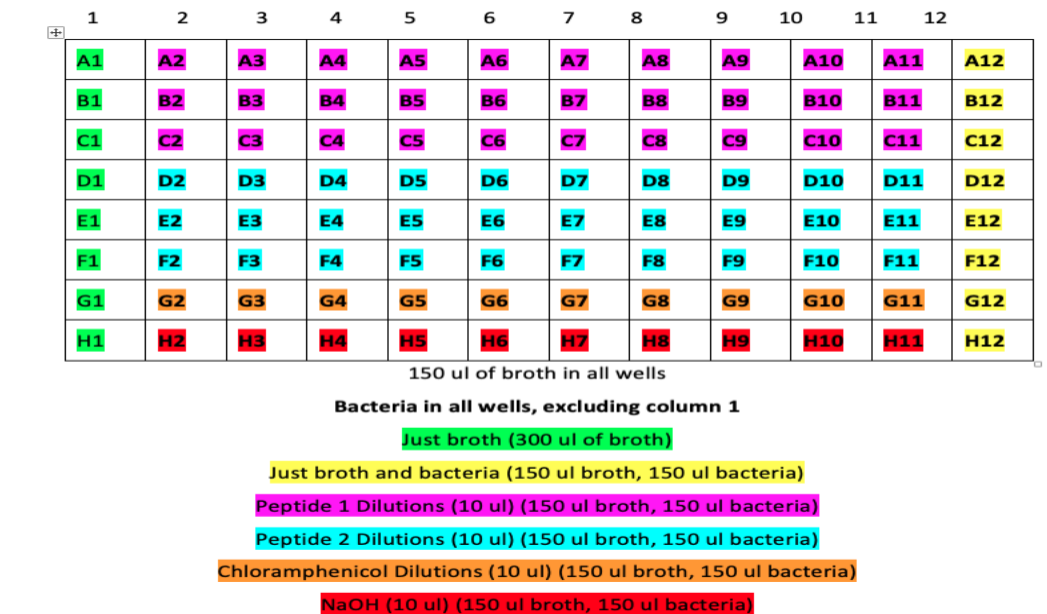 1 2 3 4 5 6 7 8 9 10 11 12
A1 A2 A3 A4 A5 A6 A7 A8 A9 A10 A11 A12
B1 B2 B3 B4 B5 B6 B7 B8 B9 B10 B11 B12
C1 C2 C3 C4 C5 C6 C7 C8 C9 C10 C11 C12
D1 D2 D3 D4 D5 D6 D7 D8 D9 D10 D11 D12
E1 E2 E3 E4 E5 E6 E7 E8 E9 E10 E11 E12
F1 F2 F3 F4 F5 F6 F7 F8 F9 F10 F11 F12
G1 G2 G3 G4 G5 G6 G7 G8 G9 G10 G11 G12
H1 H2 H3 H4 H5 H6 H7 H8 H9 H10 H11 H12
150 ul of broth in all wells
Bacteria in all wells, excluding column 1
Just broth (300 ul of broth)
Just broth and bacteria (150 ul broth, 150 ul bacteria)
Peptide 1 Dilutions (10 ul) (150 ul broth, 150 ul bacteria)
Peptide 2 Dilutions (10 ul) (150 ul broth, 150 ul bacteria)
Chloramphenicol Dilutions (10 ul) (150 ul broth, 150 ul bacteria)
NaOH (10 ul) (150 ul broth, 150 ul bacteria)